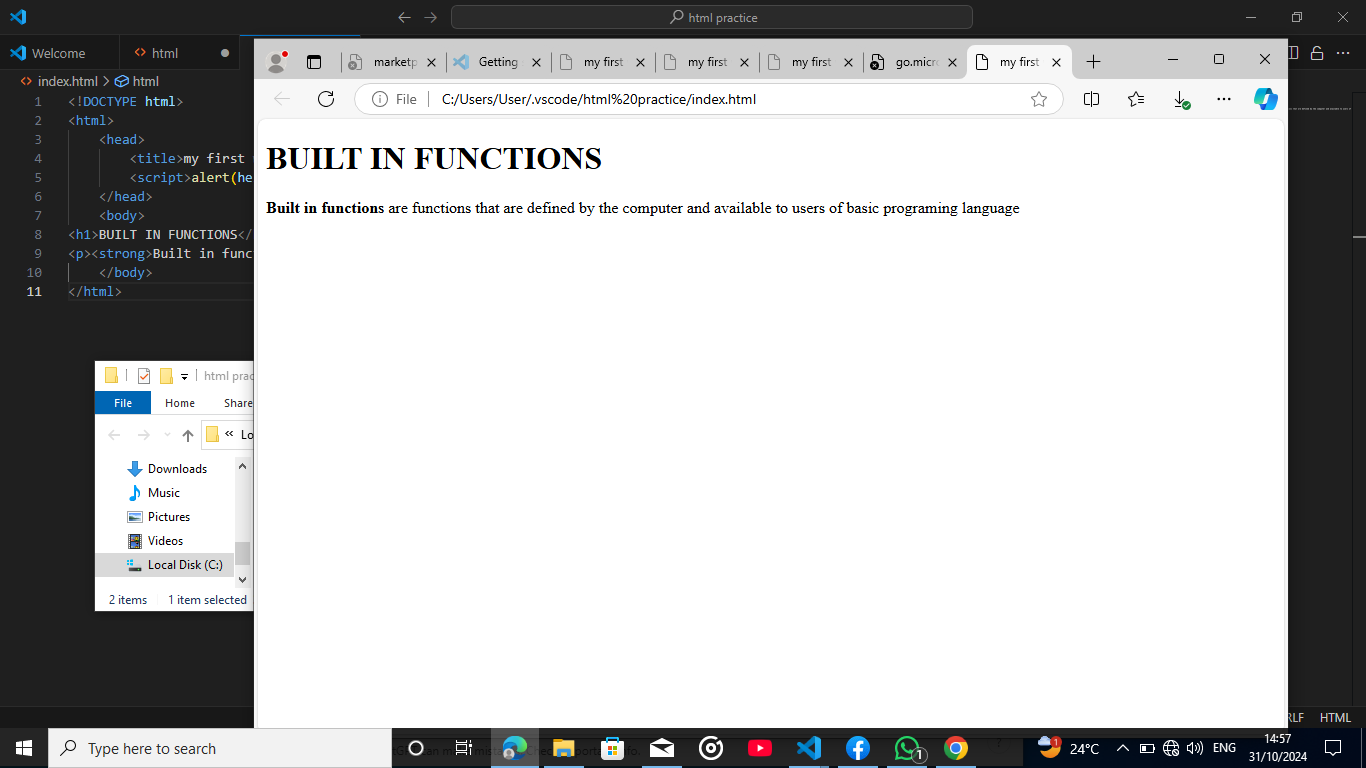 html practice
Welcome
html
index.html > html
1 <!DOCTYPE html>
2 <html>
3 <head>
4 <title>my first
5 <script>alert(he
6 </head>
7 <body>
8 <h1>BUILT IN FUNCTIONS</
9 <p><strong>Built in func
10 </body>
11 </html>
marketp
Getting
my first
my first
my first
go.micr
my first
File
C:/Users/User/.vscode/html%20practice/index.html
BUILT IN FUNCTIONS
Built in functions are functions that are defined by the computer and available to users of basic programing language
html prac
File Home Share
« Lo
Downloads
Music
Pictures
Videos
Local Disk (C:)
2 items 1 item selected
RLF HTML
Type here to search
1
1
24°C
ENG
14:57
31/10/2024